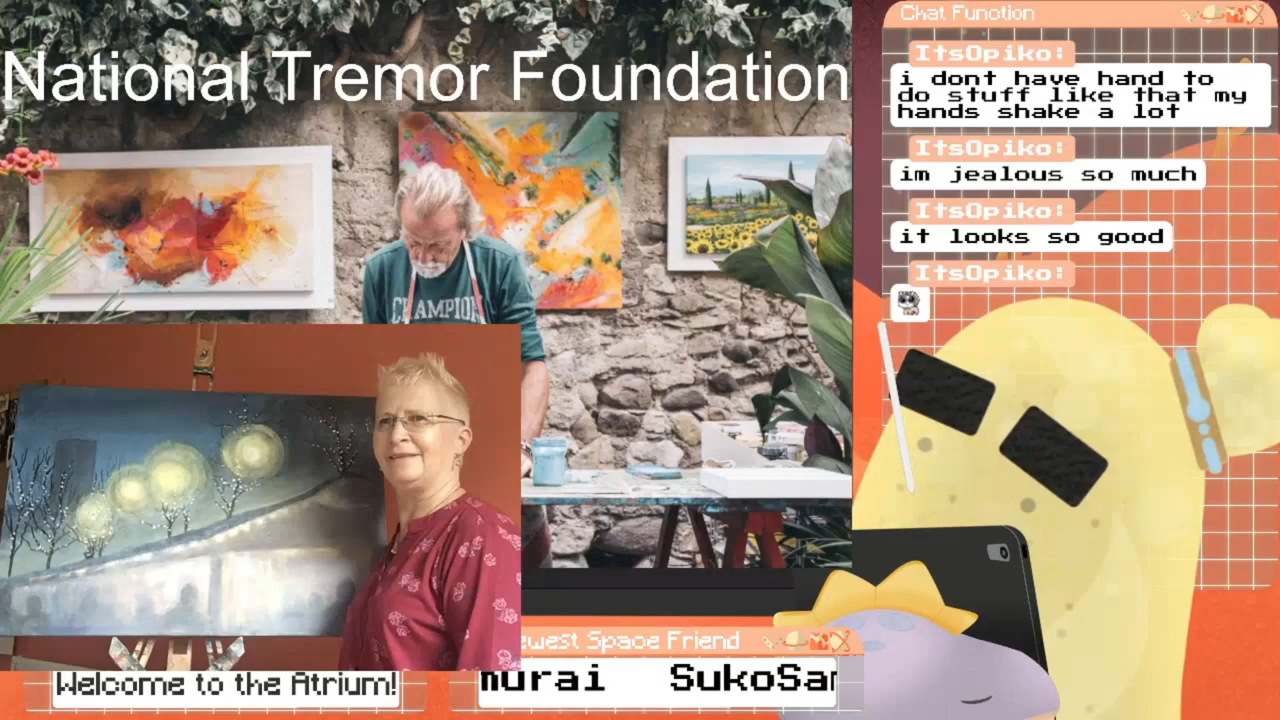 National Tremor Foundation
CHAMPION
Chat Function
ItsOpiko:
i dont have hand to
do stuff like that my
hands shake a lot
ItsOpiko:
im jealous so much
ItsOpiko:
it looks so good
ItsOpiko:
ewest Space Friend
murai SukoSa
Welcome to the Atrium!